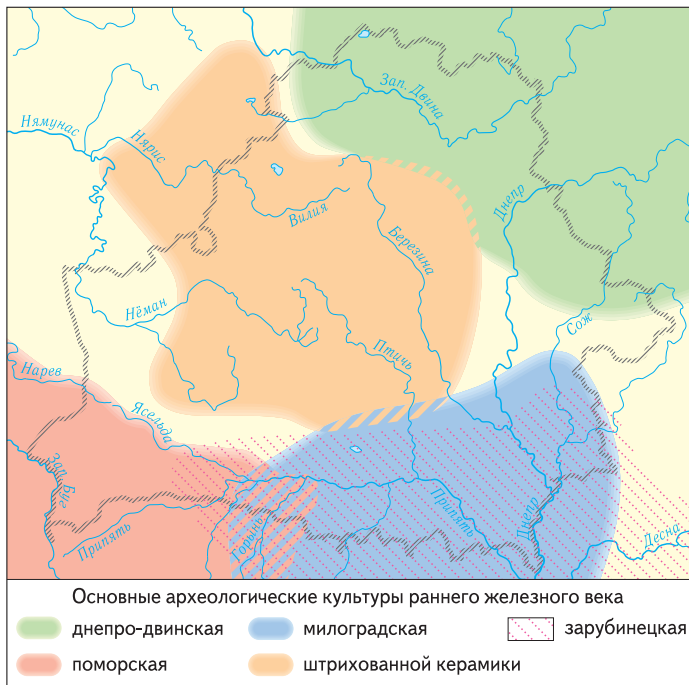 Зап. Двина
Нямунас
Нярис
Вилия
Днепр
Березина
Нёман
Сож
Птичь
Нарев
Ясельда
Зап. Буг
Припять
Горынь
Припять
Днепр
Десна
Основные археологические культуры раннего железного века
днепро-двинская
милоградская
зарубинецкая
поморская
штрихованной керамики